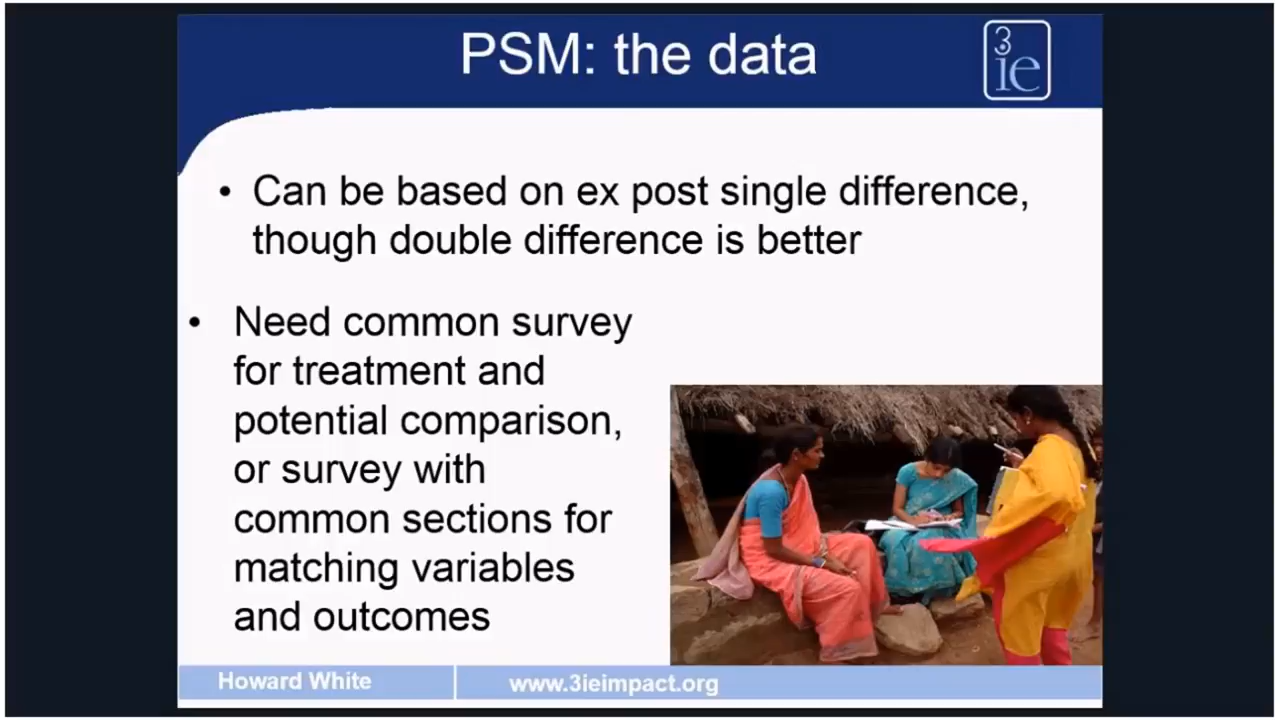 PSM: the data
3ie
• Can be based on ex post single difference,
though double difference is better
• Need common survey
for treatment and
potential comparison,
or survey with
common sections for
matching variables
and outcomes
Howard White
www.3ieimpact.org